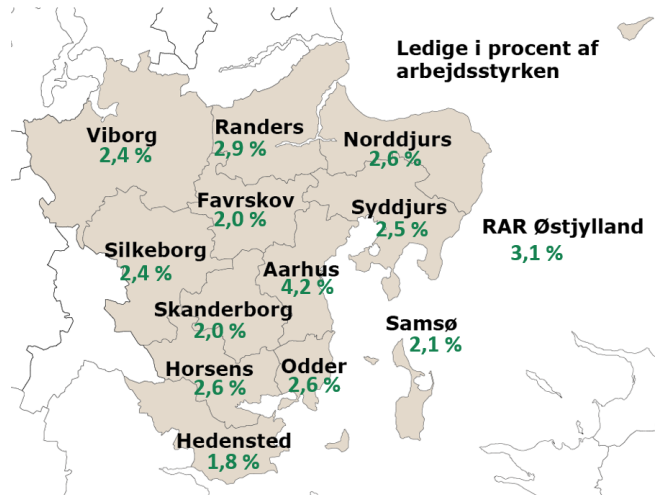 Ledige i procent af
arbejdsstyrken
Viborg
2,4 %
Randers
2,9 %
Norddjurs
2,6 %
Favrskov
2,0 %
Syddjurs
2,5 %
RAR Østjylland
3,1 %
Silkeborg
2,4 %
Aarhus
4,2 %
Skanderborg
2,0 %
Samsø
2,1 %
Horsens
2,6 %
Odder
2,6 %
Hedensted
1,8 %